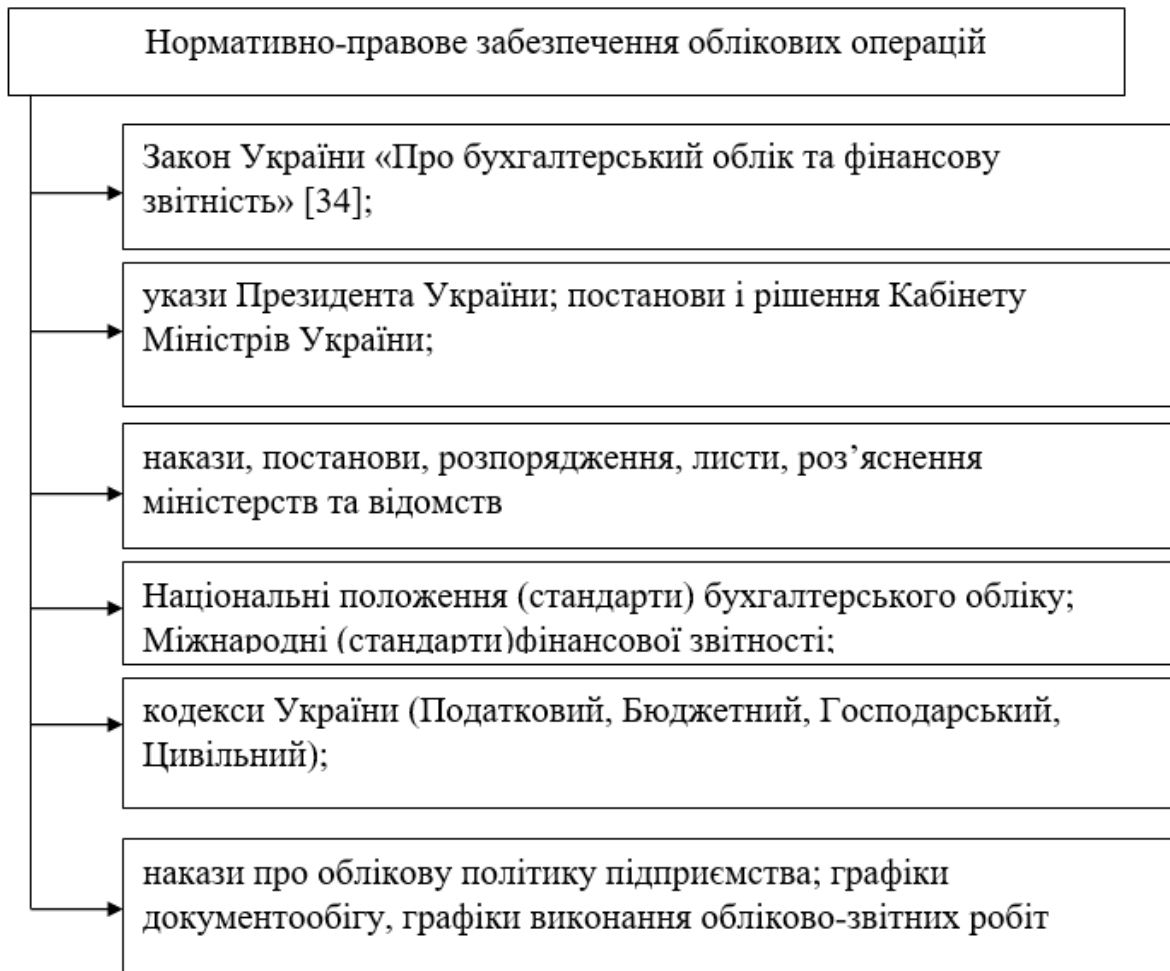 Нормативно-правове забезпечення облікових операцій
Закон України «Про бухгалтерський облік та фінансову
звітність» [34];
укази Президента України; постанови і рішення Кабінету
Міністрів України;
накази, постанови, розпорядження, листи, роз’яснення
міністерств та відомств
Національні положення (стандарти) бухгалтерського обліку;
Міжнародні (стандарти)фінансової звітності;
кодекси України (Податковий, Бюджетний, Господарський,
Цивільний);
накази про облікову політику підприємства; графіки
документообігу, графіки виконання обліково-звітних робіт